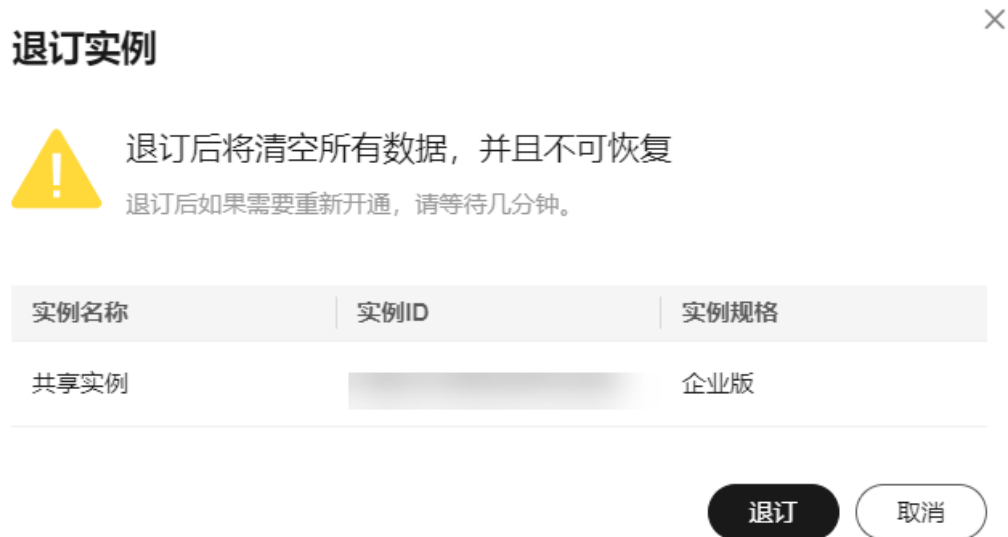 退订实例
退订后将清空所有数据，并且不可恢复
退订后如果需要重新开通，请等待几分钟。
实例名称 实例ID 实例规格
共享实例 企业版
退订 取消